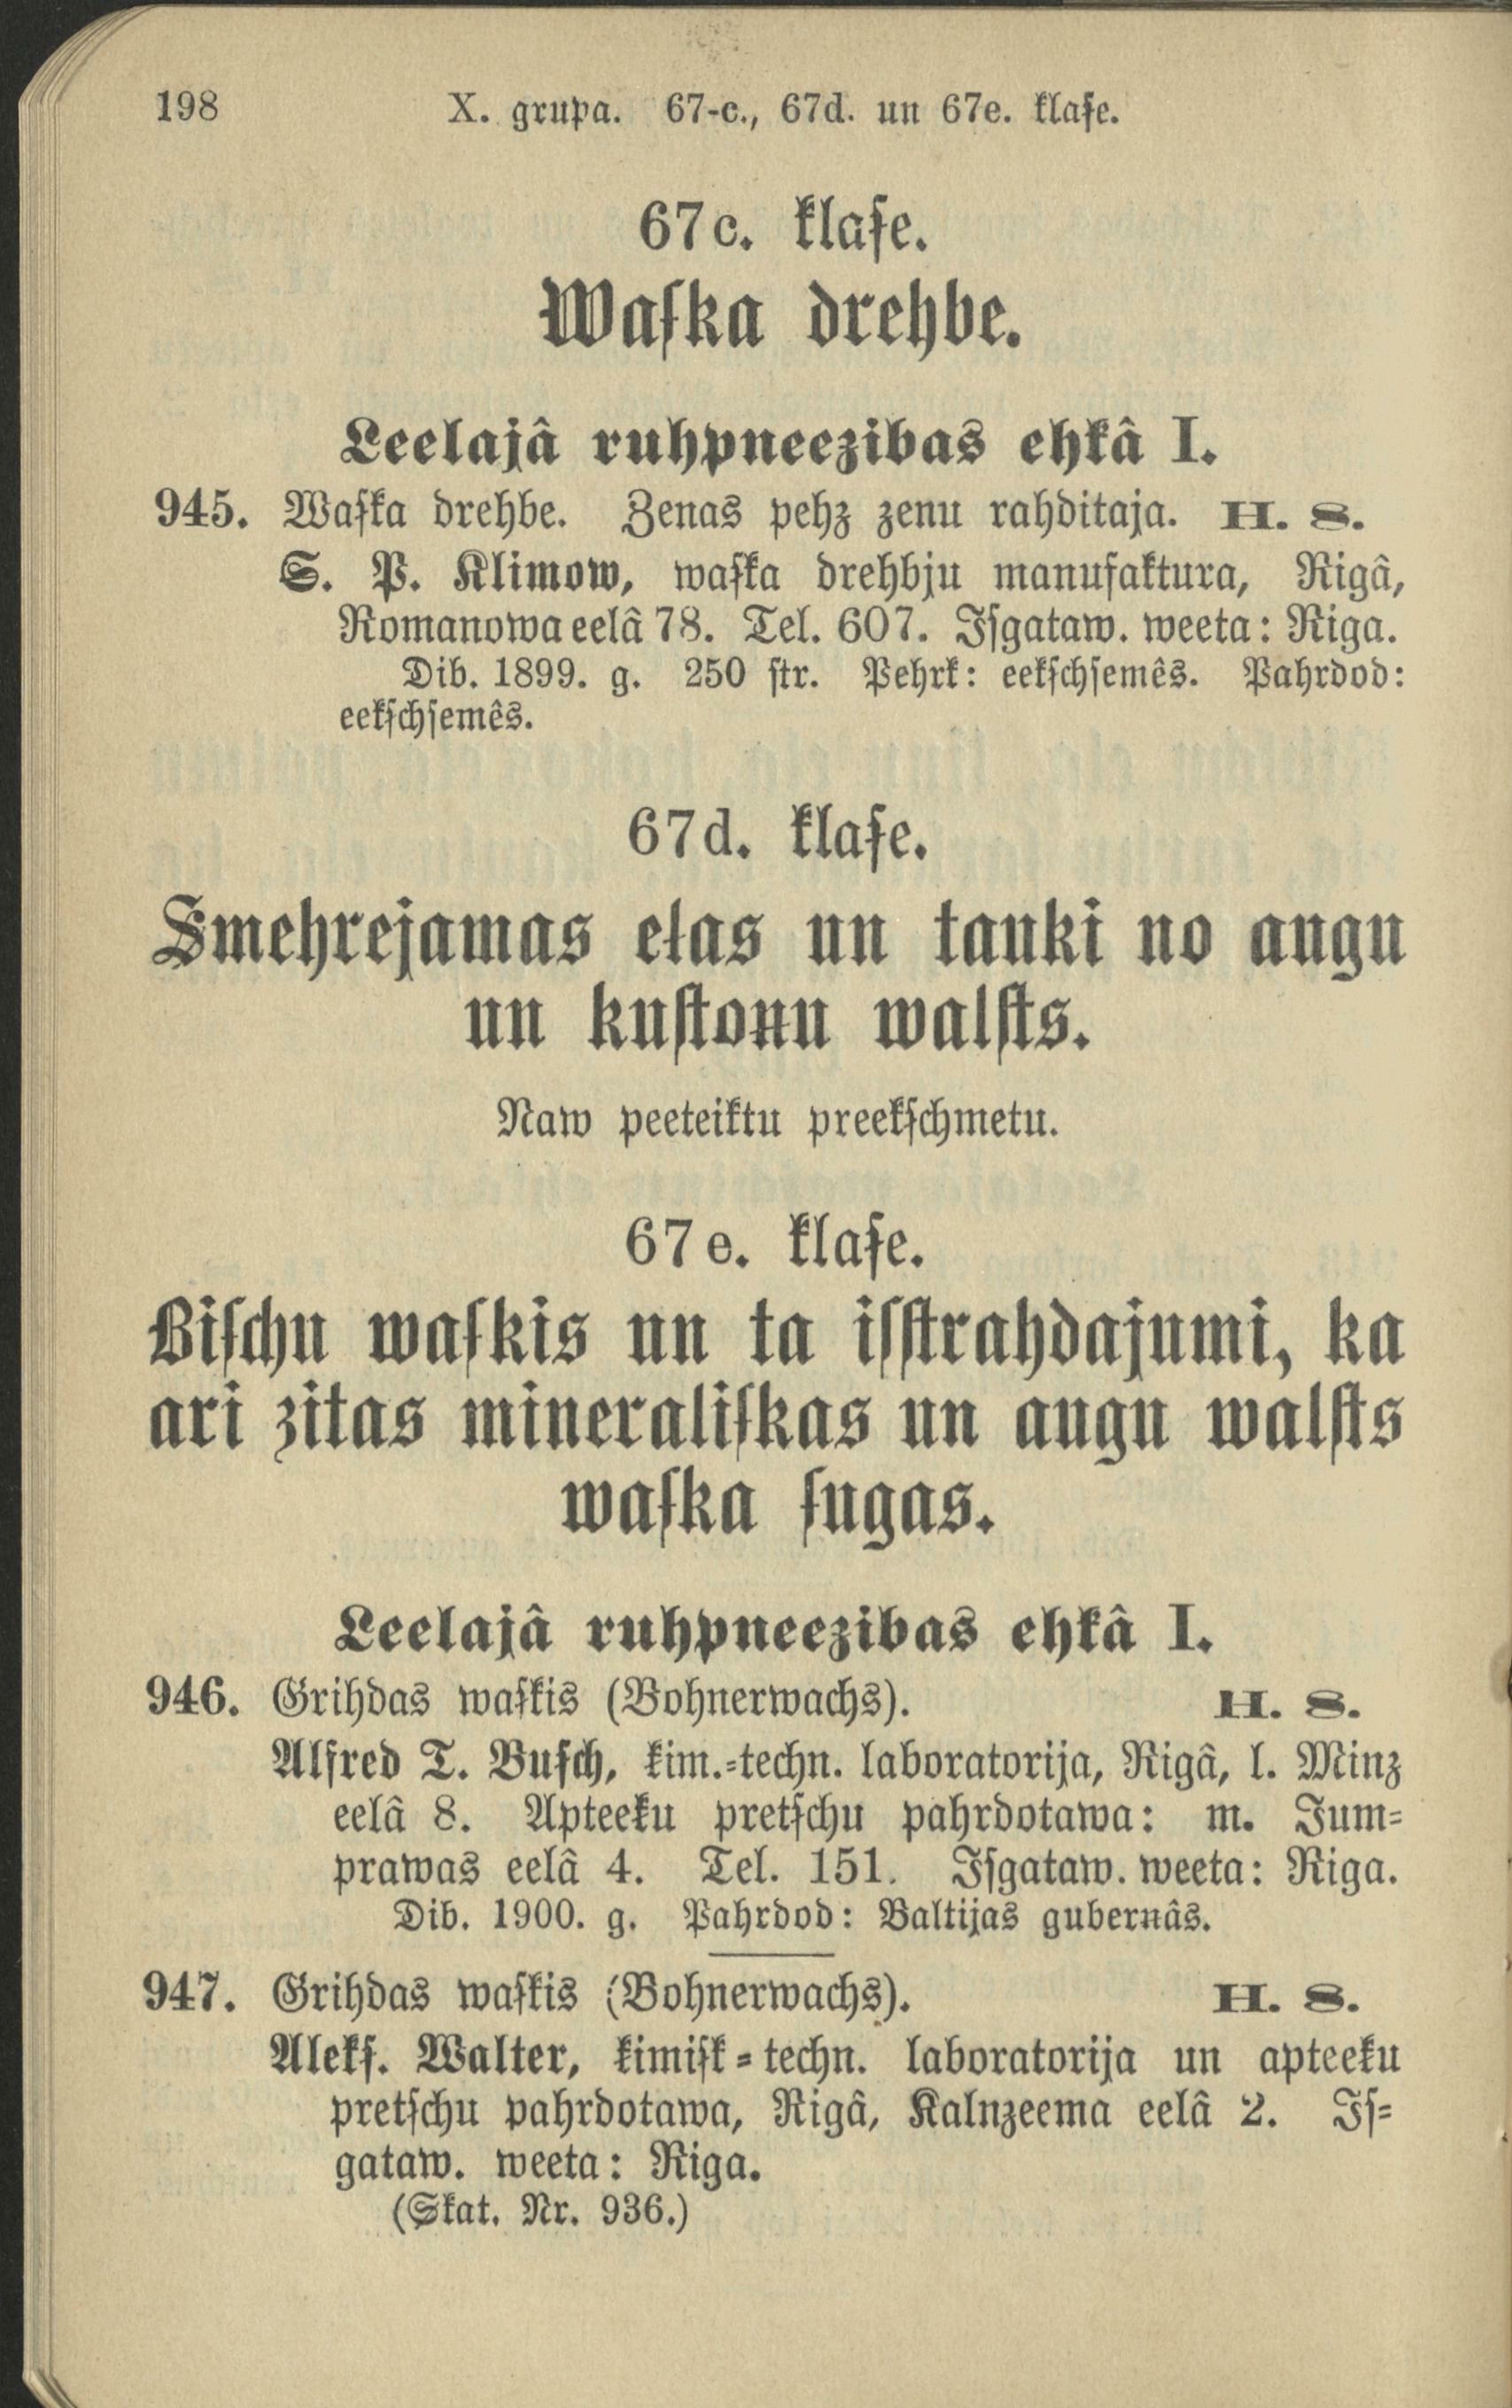 198 X. grupa. 67-c., 67d. un 67e. klaſe.
67c. klaſe.
Waſka drehbe.
Leelajâ ruhpneezibas ehkâ I.
945. Waſka drehbe. Zenas pehz zenu rahditaja. H. 8.
S. P. Klimow, waſka drehbju manufaktura, Rigâ,
Romanowa eelâ 78. Tel. 607. Iſgataw. weeta: Riga.
Dib. 1899. g. 250 ſtr. Pehrk: eekſchſemês. Pahrdod:
eekſchſemês.
67d. klaſe.
Smehrejamas ełas un tauki no augu
un kuſtoņu walſts.
Naw peeteiktu preekſchmetu.
67e. klaſe.
Biſchu waſkis un ta iſſtrahdajumi, ka
ari zitas mineraliſkas un augu walſts
waſka ſugas.
Leelajâ ruhpneezibas ehkâ I.
946. Grihdas waſkis (Bohnerwachs). H. 8.
Alfred T. Buſch, kim.-techn. laboratorija, Rigâ, l. Minz
eelâ 8. Apteeku pretſchu pahrdotawa: m. Jum-
prawas eelâ 4. Tel. 151. Iſgataw. weeta: Riga.
Dib. 1900. g. Pahrdod: Baltijas gubernâs.
947. Grihdas waſkis (Bohnerwachs). H. 8.
Alekſ. Walter, kimiſk-techn. laboratorija un apteeku
pretſchu pahrdotawa, Rigâ, Kalnzeema eelâ 2. Iſ-
gataw. weeta: Riga.
(Skat. Nr. 936.)